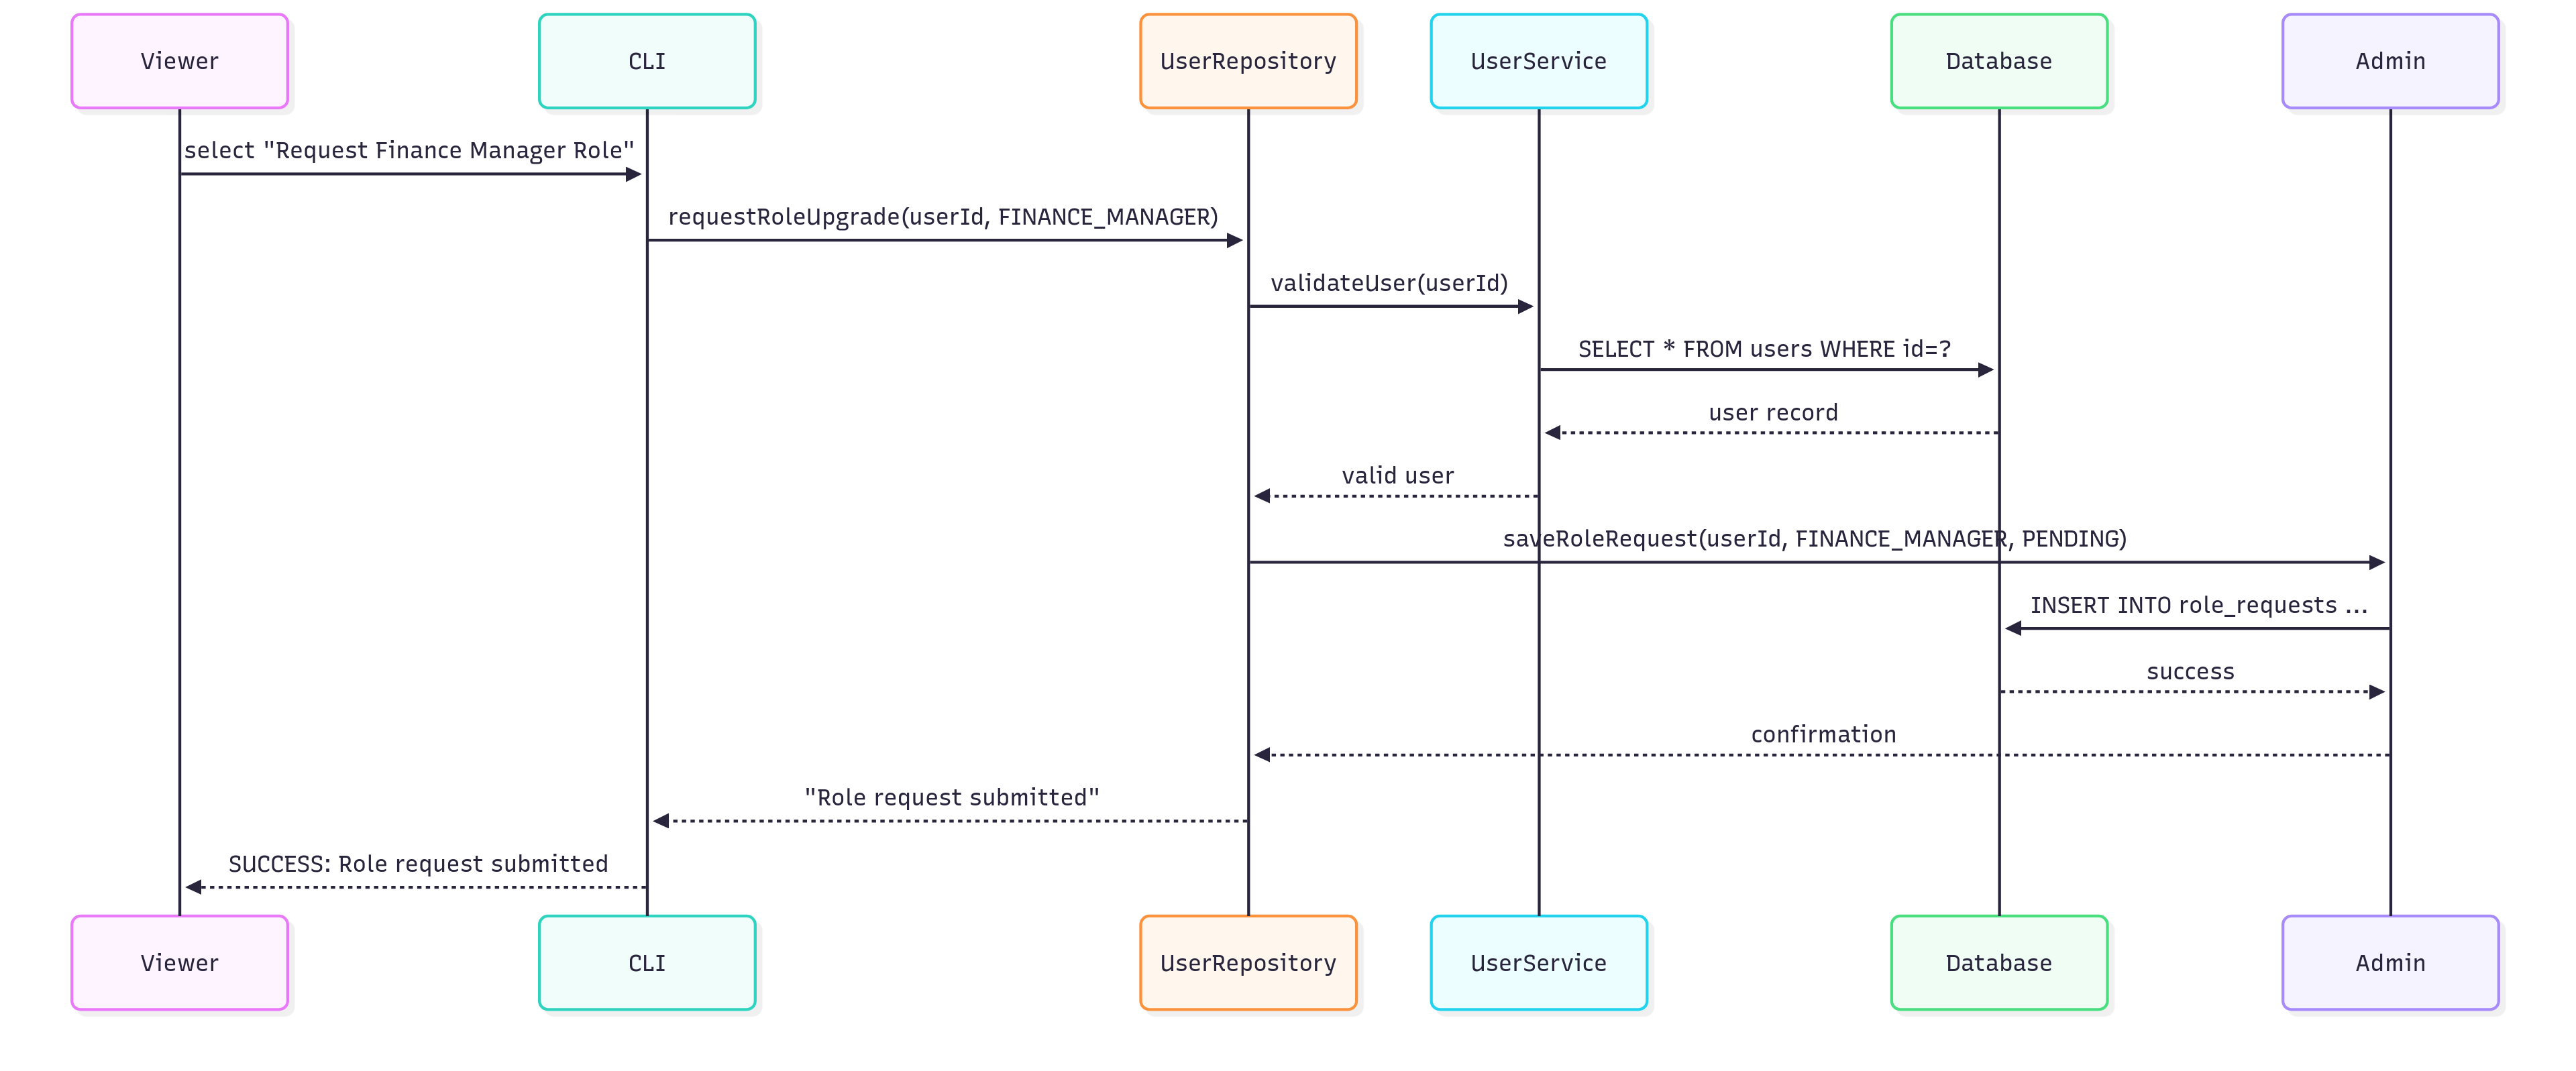 Viewer
CLI
UserRepository
UserService
Database
Admin
select "Request Finance Manager Role"
requestRoleUpgrade(userId, FINANCE_MANAGER)
validateUser(userId)
SELECT * FROM users WHERE id=?
user record
valid user
saveRoleRequest(userId, FINANCE_MANAGER, PENDING)
INSERT INTO role_requests ...
success
confirmation
"Role request submitted"
SUCCESS: Role request submitted
Viewer
CLI
UserRepository
UserService
Database
Admin